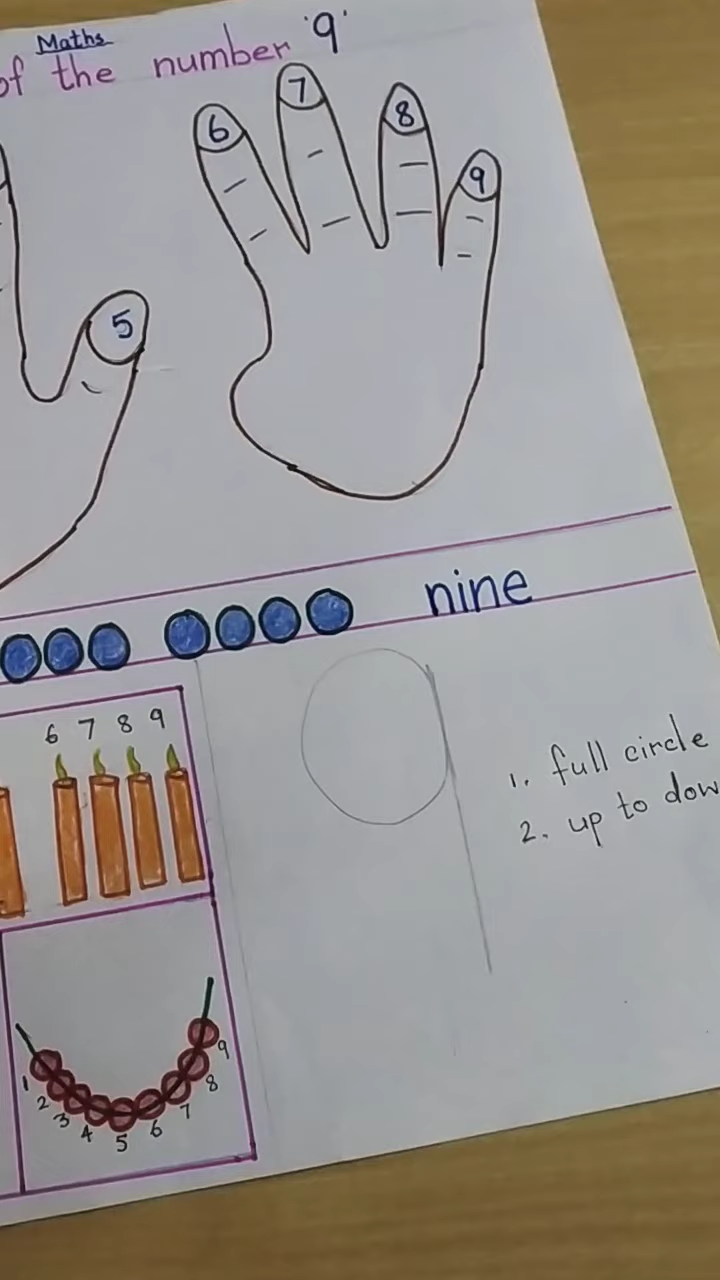 Maths
of the number '9'
6 7 8 9
5
nine
6 7 8 9
1. full circle
2. up to dow
1 2 3 4 5 6 7 8 9